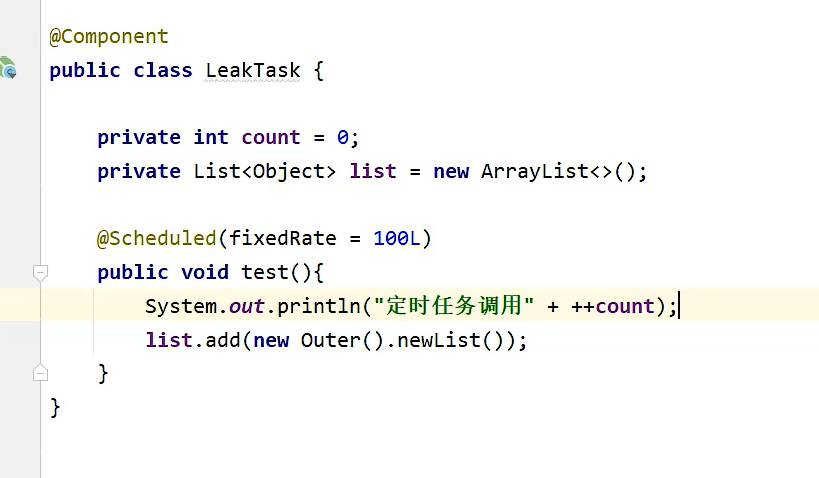 @Component
public class LeakTask {
private int count = 0;
private List<Object> list = new ArrayList<>();
@Scheduled(fixedRate = 100L)
public void test(){
System.out.println("定时任务调用" + ++count);
list.add(new Outer().newList());
}
}